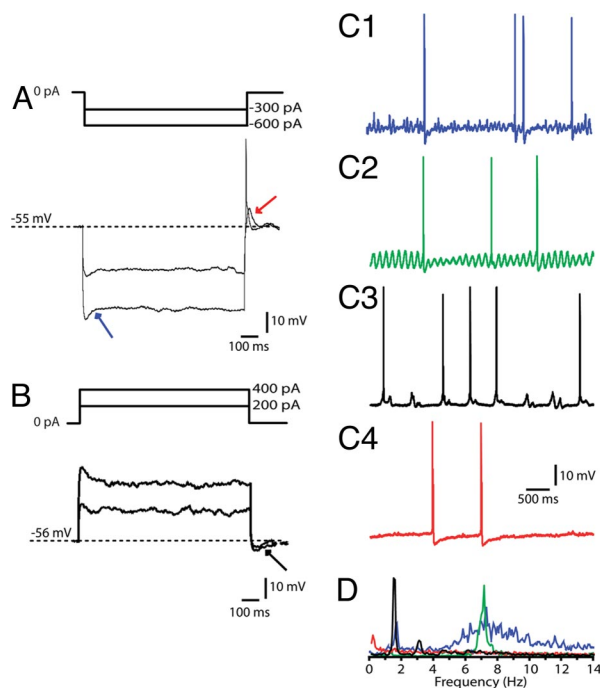 A
0 pA
-300 pA
-600 pA
-55 mV
10 mV
100 ms
B
400 pA
200 pA
0 pA
-56 mV
10 mV
100 ms
C1
C2
C3
C4
10 mV
500 ms
D
0 2 4 6 8 10 12 14
Frequency (Hz)